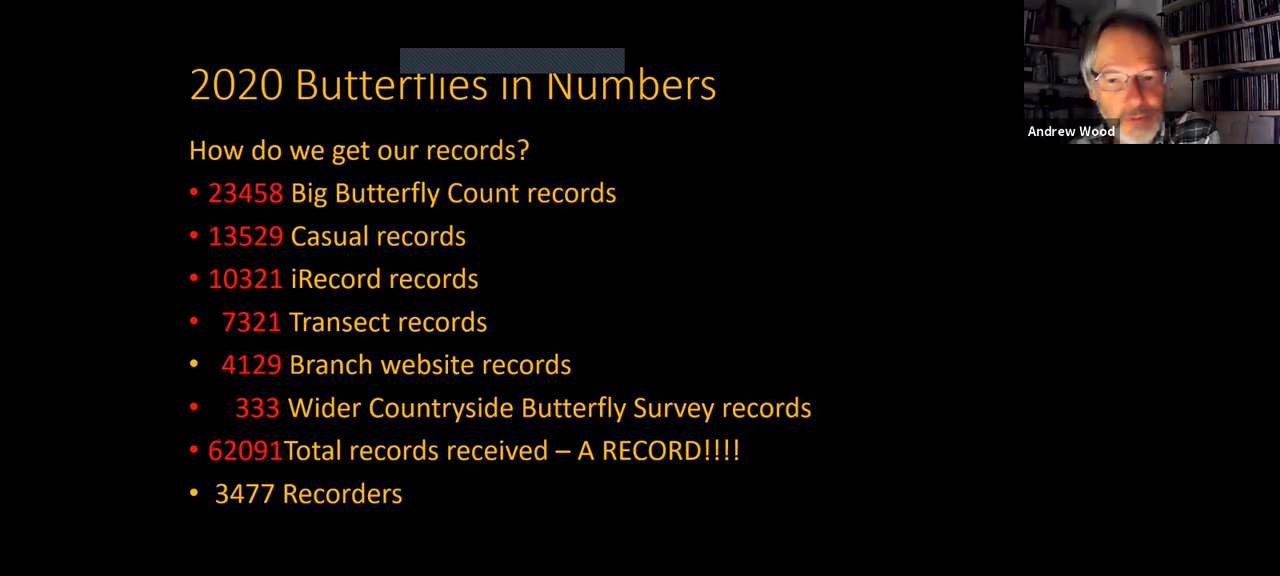 2020 Butterflies in Numbers
Andrew Wood
How do we get our records?
• 23458 Big Butterfly Count records
• 13529 Casual records
• 10321 iRecord records
• 7321 Transect records
• 4129 Branch website records
• 333 Wider Countryside Butterfly Survey records
• 62091Total records received – A RECORD!!!!
• 3477 Recorders